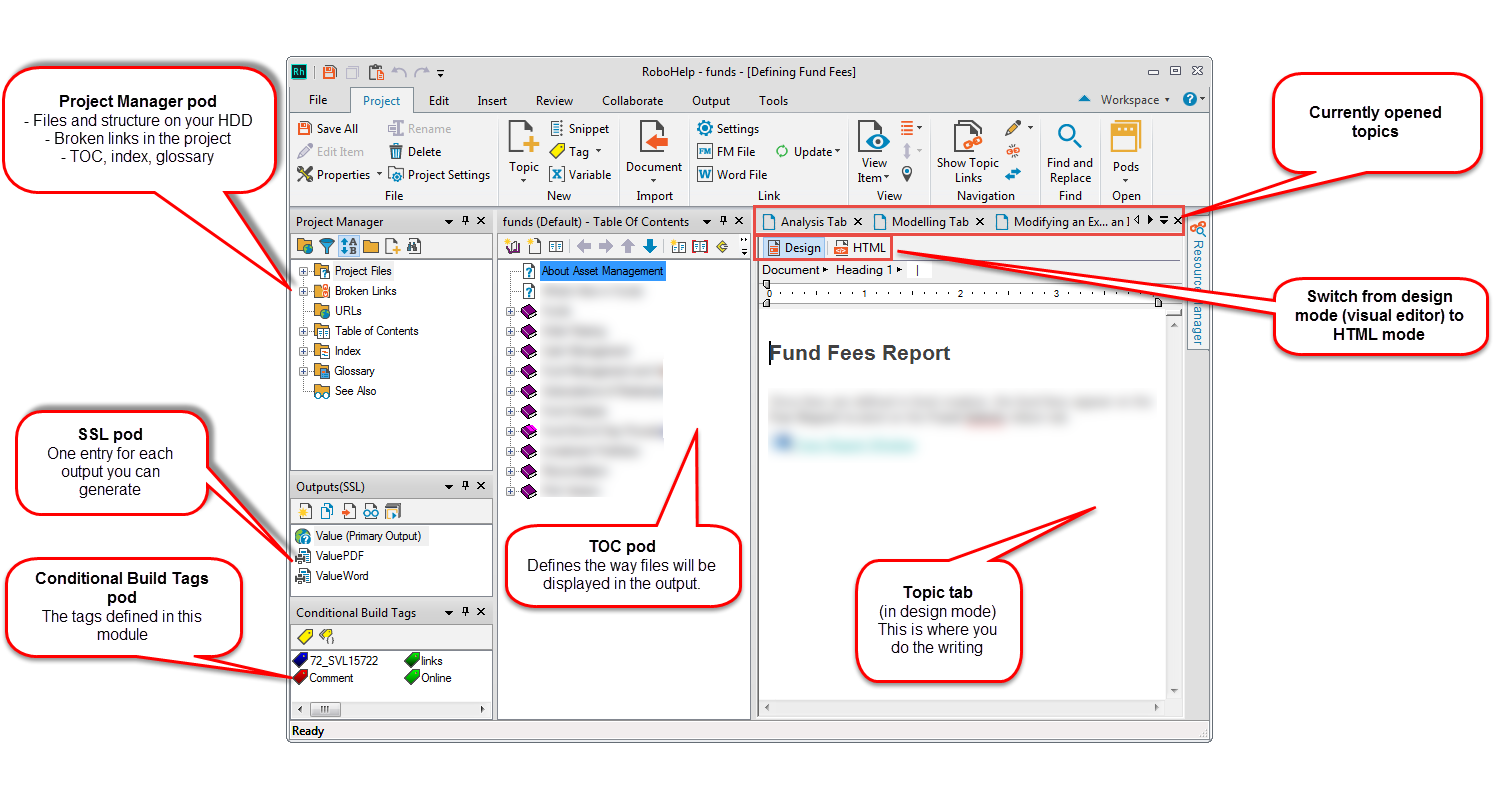 Project Manager pod
- Files and structure on your HDD
- Broken links in the project
- TOC, index, glossary
SSL pod
One entry for each
output you can
generate
Conditional Build Tags
pod
The tags defined in this
module
Rh
RoboHelp - funds - [Defining Fund Fees]
File Project Edit Insert Review Collaborate Output Tools Workspace
Save All Rename
Edit Item Delete
Properties Project Settings
File
Topic
Snippet
Tag
Variable
New
Document
Import
Settings
FM FM File Update
W Word File
Link
View
Item
View
Show Topic
Links
Navigation
Find and
Replace
Find
Pods
Open
Project Manager
Project Files
Broken Links
URLs
Table of Contents
Index
Glossary
See Also
Outputs(SSL)
Value (Primary Output)
ValuePDF
ValueWord
Conditional Build Tags
72_SVL15722 links
Comment Online
Ready
funds (Default) - Table Of Contents
About Asset Management
TOC pod
Defines the way files will be
displayed in the output.
Analysis Tab Modelling Tab Modifying an Ex... an I
Design HTML
Document Heading 1
0 1 2 3
Fund Fees Report
Topic tab
(in design mode)
This is where you
do the writing
Resource Manager
Currently opened
topics
Switch from design
mode (visual editor) to
HTML mode